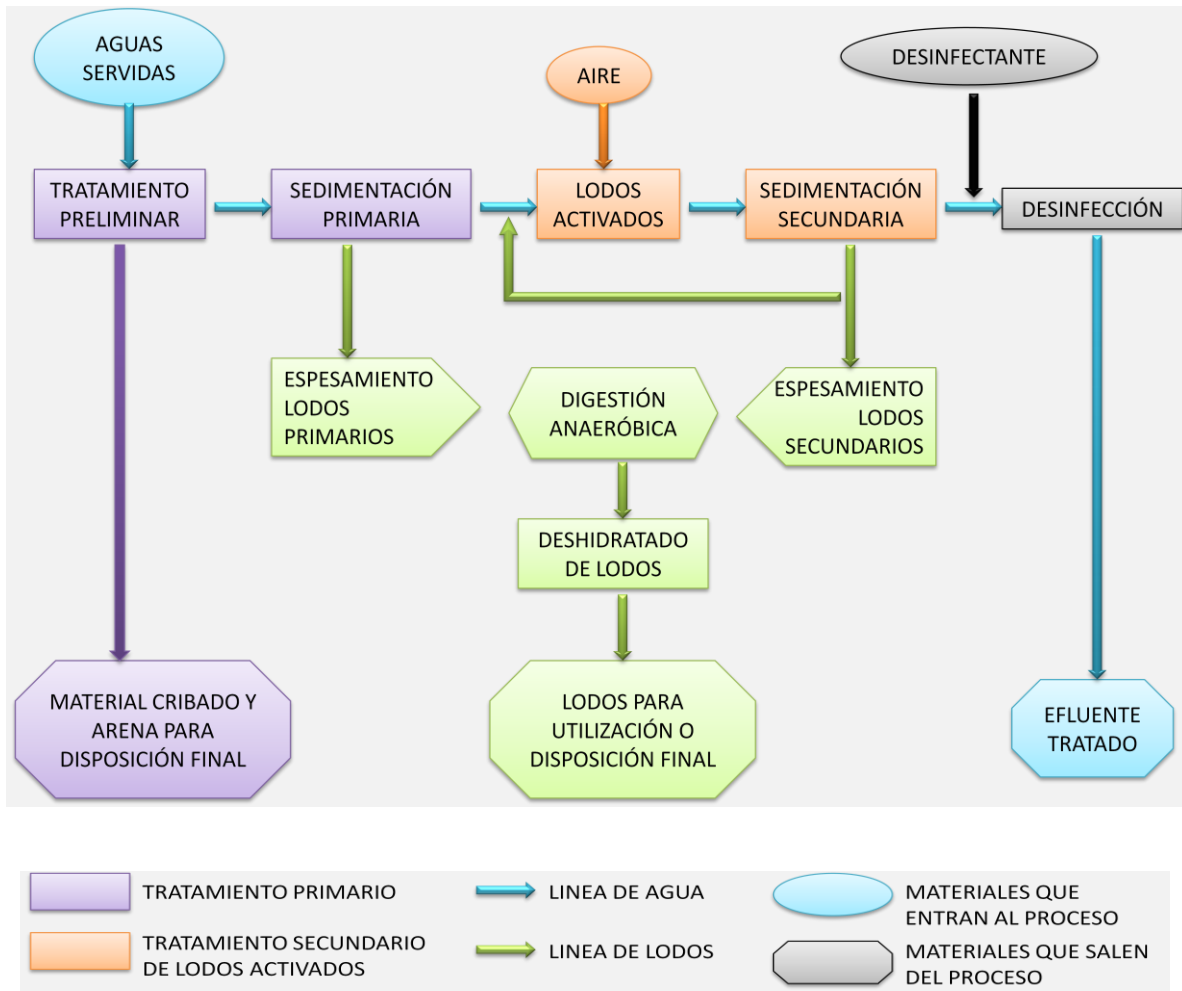 AGUAS
SERVIDAS
AIRE
DESINFECTANTE
TRATAMIENTO
PRELIMINAR
SEDIMENTACIÓN
PRIMARIA
LODOS
ACTIVADOS
SEDIMENTACIÓN
SECUNDARIA
DESINFECCIÓN
ESPESAMIENTO
LODOS
PRIMARIOS
DIGESTIÓN
ANAERÓBICA
ESPESAMIENTO
LODOS
SECUNDARIOS
DESHIDRATADO
DE LODOS
MATERIAL CRIBADO Y
ARENA PARA
DISPOSICIÓN FINAL
LODOS PARA
UTILIZACIÓN O
DISPOSICIÓN FINAL
EFLUENTE
TRATADO
TRATAMIENTO PRIMARIO
TRATAMIENTO SECUNDARIO
DE LODOS ACTIVADOS
LINEA DE AGUA
LINEA DE LODOS
MATERIALES QUE
ENTRAN AL PROCESO
MATERIALES QUE SALEN
DEL PROCESO